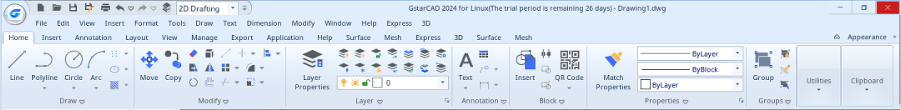 2D Drafting GstarCAD 2024 for Linux(The trial period is remaining 26 days) - Drawing1.dwg
File Edit View Insert Format Tools Draw Text Dimension Modify Window Help Express 3D
Home Insert Annotation Layout View Manage Export Application Help Surface Mesh Express 3D Surface Mesh Appearance
ByLayer
ByBlock
0 ByLayer
Line Polyline Circle Arc Move Copy Layer Properties Text Insert QR Code Match Properties Group Utilities Clipboard
Draw Modify Layer Annotation Block Properties Groups